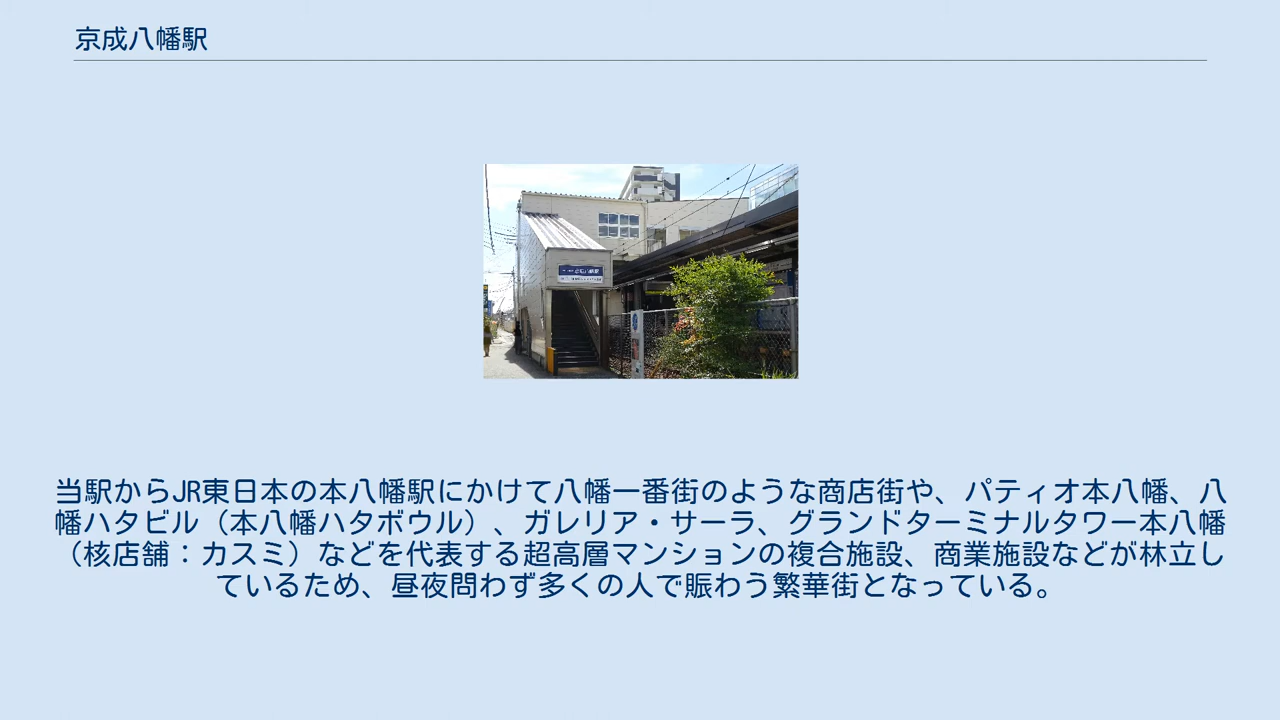 京成八幡駅
京成八幡駅
当駅からJR東日本の本八幡駅にかけて八幡一番街のような商店街や、パティオ本八幡、八
幡ハタビル（本八幡ハタボウル）、ガレリア・サーラ、グランドターミナルタワー本八幡
（核店舗：カスミ）などを代表する超高層マンションの複合施設、商業施設などが林立し
ているため、昼夜問わず多くの人で賑わう繁華街となっている。